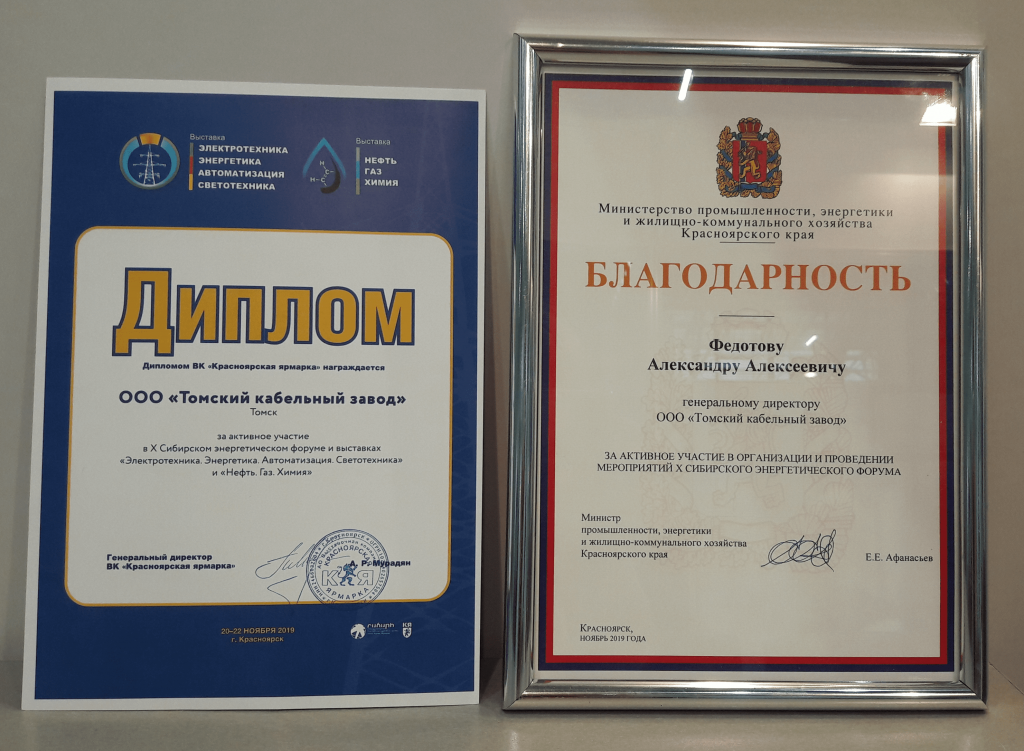 Выставка
ЭЛЕКТРОТЕХНИКА
ЭНЕРГЕТИКА
АВТОМАТИЗАЦИЯ
СВЕТОТЕХНИКА
Выставка
НЕФТЬ
ГАЗ
ХИМИЯ
ДИПЛОМ
Дипломом ВК «Красноярская ярмарка» награждается
ООО «Томский кабельный завод»
Томск
за активное участие
в X Сибирском энергетическом форуме и выставках
«Электротехника. Энергетика. Автоматизация. Светотехника»
и «Нефть. Газ. Химия»
Генеральный директор
ВК «Красноярская ярмарка»
А. Р. Мурадян
КРАСНОЯРСКАЯ
К Я
ЯРМАРКА
20–22 НОЯБРЯ 2019
г. Красноярск
Министерство промышленности, энергетики
и жилищно-коммунального хозяйства
Красноярского края
БЛАГОДАРНОСТЬ
Федотову
Александру Алексеевичу
генеральному директору
ООО «Томский кабельный завод»
ЗА АКТИВНОЕ УЧАСТИЕ В ОРГАНИЗАЦИИ И ПРОВЕДЕНИИ
МЕРОПРИЯТИЙ X СИБИРСКОГО ЭНЕРГЕТИЧЕСКОГО ФОРУМА
Министр
промышленности, энергетики
и жилищно-коммунального хозяйства
Красноярского края
Е.Е. Афанасьев
КРАСНОЯРСК,
НОЯБРЬ 2019 ГОДА